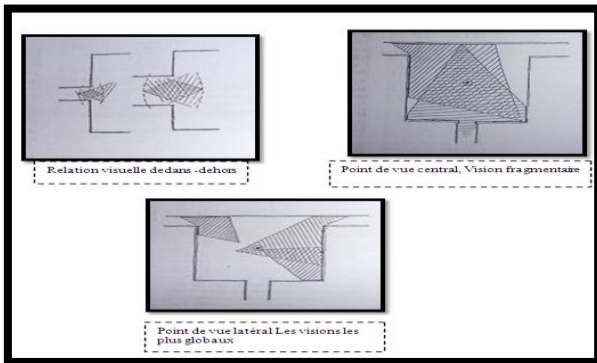 Relation visuelle dedans -dehors
Point de vue central, Vision fragmentaire
Point de vue latéral Les visions les
plus globaux